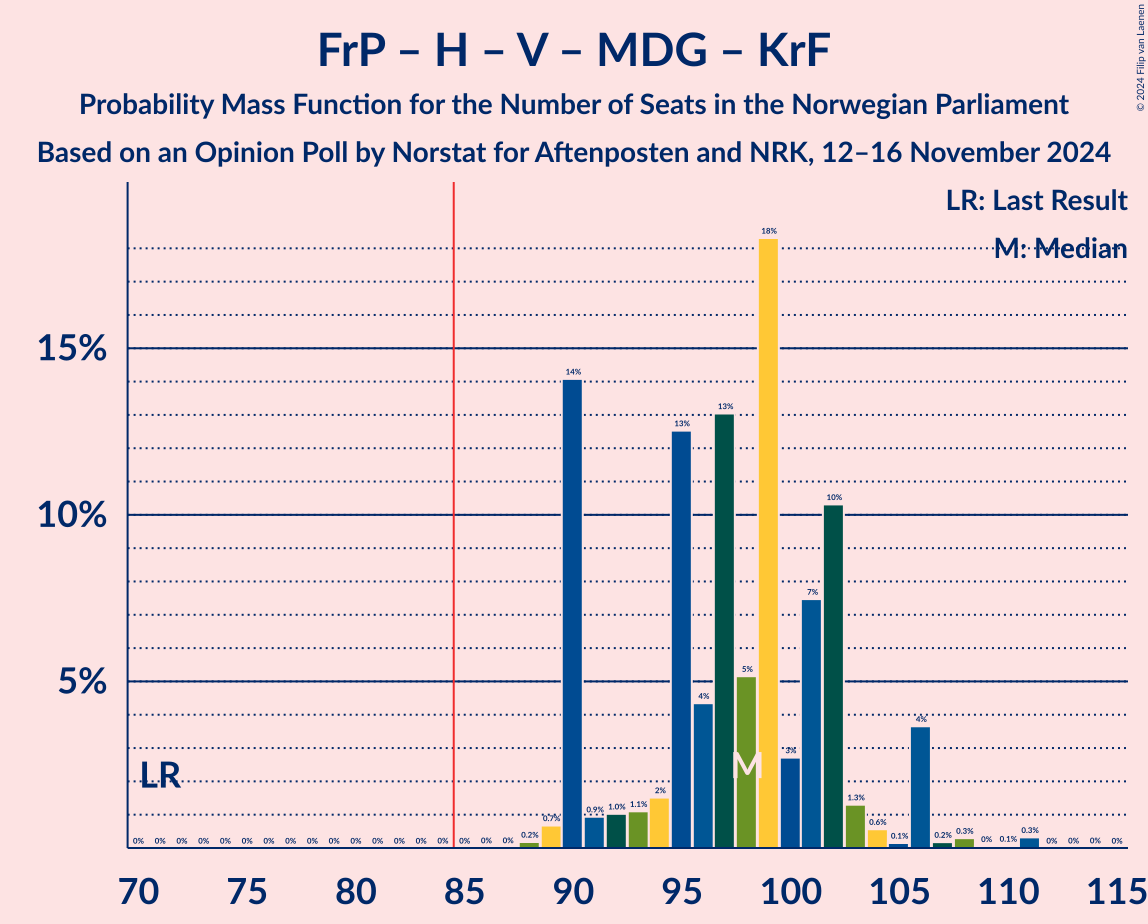 FrP – H – V – MDG – KrF
Probability Mass Function for the Number of Seats in the Norwegian Parliament
Based on an Opinion Poll by Norstat for Aftenposten and NRK, 12–16 November 2024
© 2024 Filip van Laenen
LR: Last Result
M: Median
15%
10%
5%
LR
M
0% 0% 0% 0% 0% 0% 0% 0% 0% 0% 0% 0% 0% 0% 0% 0% 0% 0% 0.2% 0.7% 14% 0.9% 1.0% 1.1% 2% 13% 4% 13% 5% 18% 3% 7% 10% 1.3% 0.6% 0.1% 4% 0.2% 0.3% 0% 0.1% 0.3% 0% 0% 0% 0%
70 75 80 85 90 95 100 105 110 115